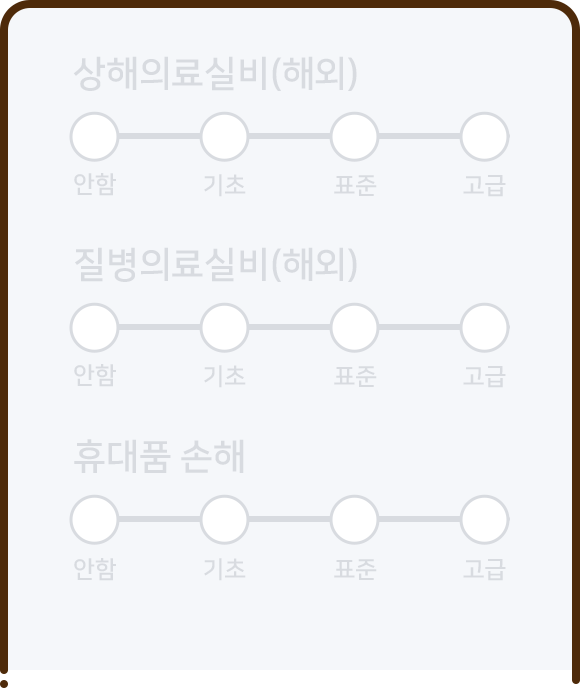 상해의료실비(해외)
안함 기초 표준 고급
질병의료실비(해외)
안함 기초 표준 고급
휴대품 손해
안함 기초 표준 고급